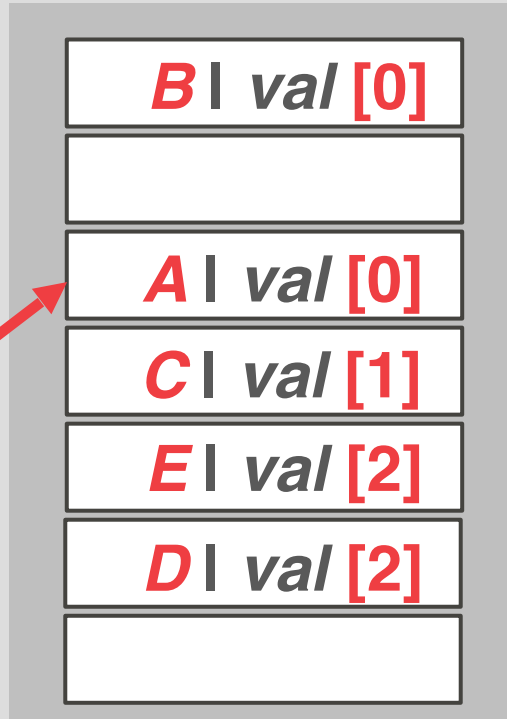 B | val [0]
A | val [0]
C | val [1]
E | val [2]
D | val [2]